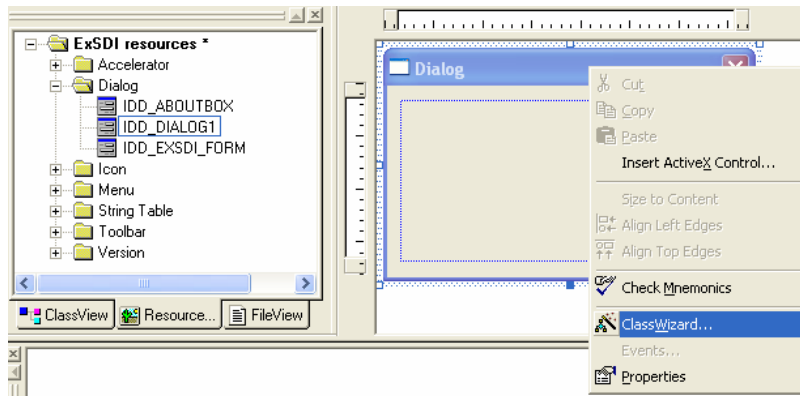 ExSDI resources *
Accelerator
Dialog
IDD_ABOUTBOX
IDD_DIALOG1
IDD_EXSDI_FORM
Icon
Menu
String Table
Toolbar
Version
ClassView
Resource...
FileView
Dialog
Cut
Copy
Paste
Insert ActiveX Control...
Size to Content
Align Left Edges
Align Top Edges
Check Mnemonics
ClassWizard...
Events...
Properties